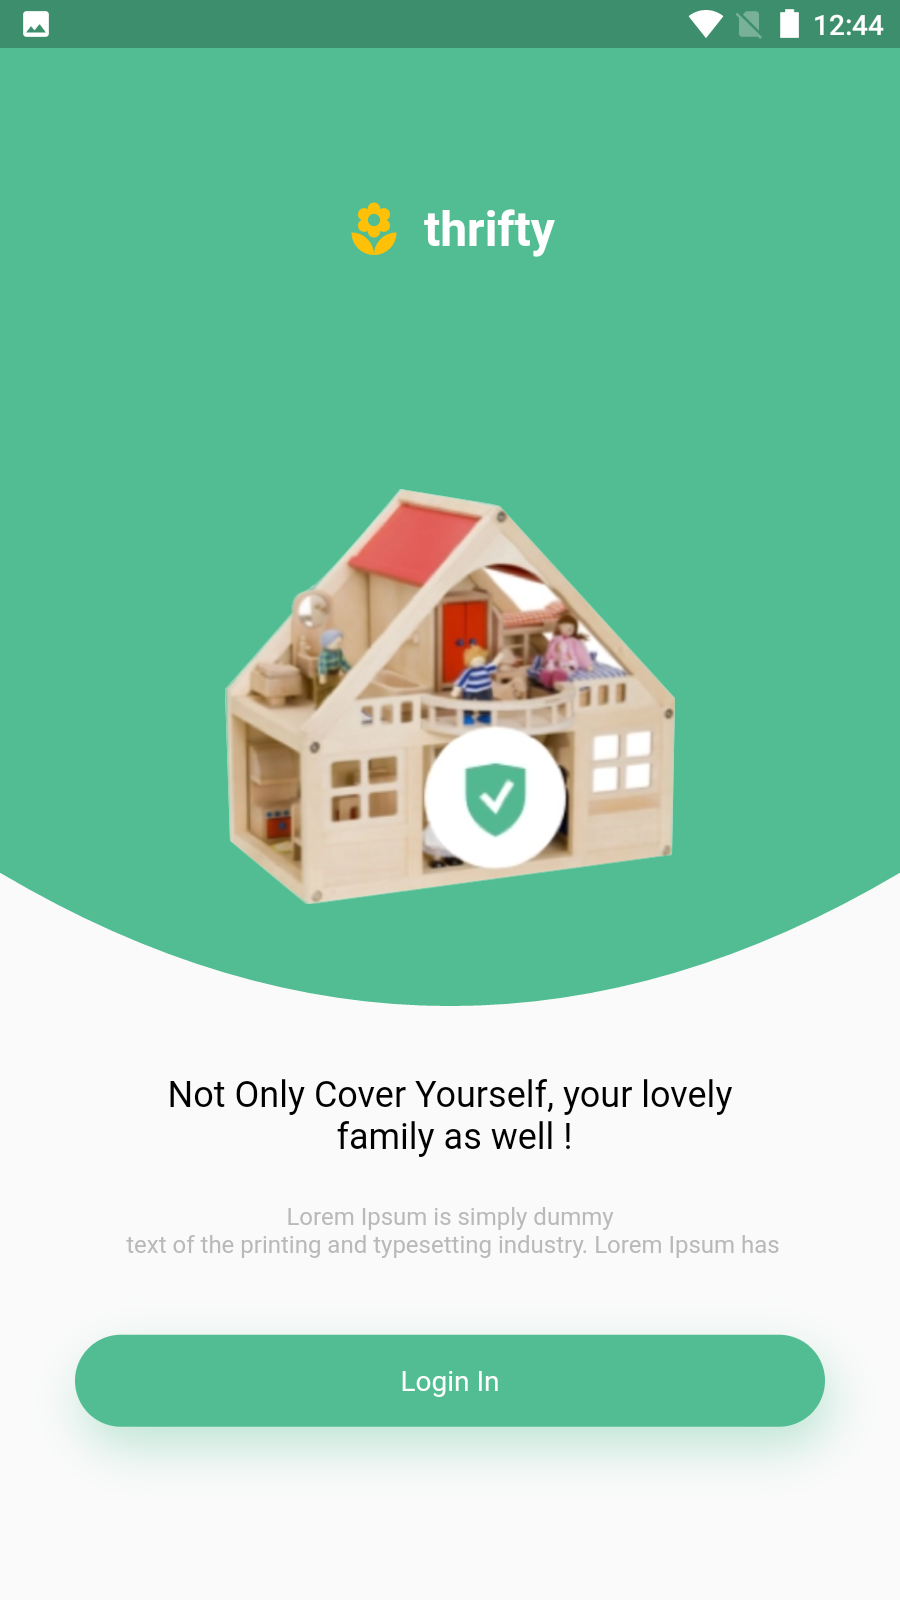 12:44
thrifty
Not Only Cover Yourself, your lovely
family as well !
Lorem Ipsum is simply dummy
text of the printing and typesetting industry. Lorem Ipsum has
Login In